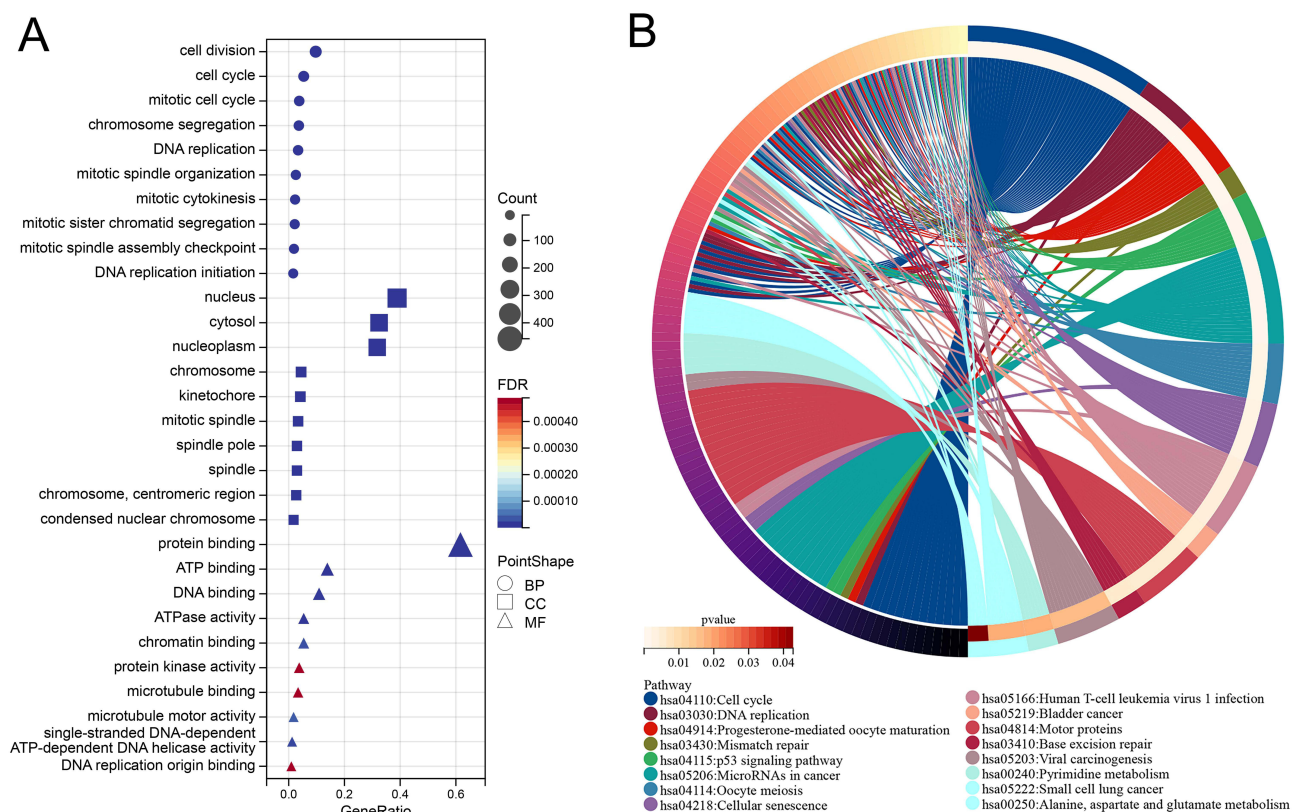 A
cell division
cell cycle
mitotic cell cycle
chromosome segregation
DNA replication
mitotic spindle organization
mitotic cytokinesis
mitotic sister chromatid segregation
mitotic spindle assembly checkpoint
DNA replication initiation
nucleus
cytosol
nucleoplasm
chromosome
kinetochore
mitotic spindle
spindle pole
spindle
chromosome, centromeric region
condensed nuclear chromosome
protein binding
ATP binding
DNA binding
ATPase activity
chromatin binding
protein kinase activity
microtubule binding
microtubule motor activity
single-stranded DNA-dependent
ATP-dependent DNA helicase activity
DNA replication origin binding
0.0 0.2 0.4 0.6
GeneRatio
Count
100
200
300
400
FDR
0.00040
0.00030
0.00020
0.00010
PointShape
BP
CC
MF
B
pvalue
0.01 0.02 0.03 0.04
Pathway
hsa04110:Cell cycle
hsa03030:DNA replication
hsa04914:Progesterone-mediated oocyte maturation
hsa03430:Mismatch repair
hsa04115:p53 signaling pathway
hsa05206:MicroRNAs in cancer
hsa04114:Oocyte meiosis
hsa04218:Cellular senescence
hsa05166:Human T-cell leukemia virus 1 infection
hsa05219:Bladder cancer
hsa04814:Motor proteins
hsa03410:Base excision repair
hsa05203:Viral carcinogenesis
hsa00240:Pyrimidine metabolism
hsa05222:Small cell lung cancer
hsa00250:Alanine, aspartate and glutamate metabolism